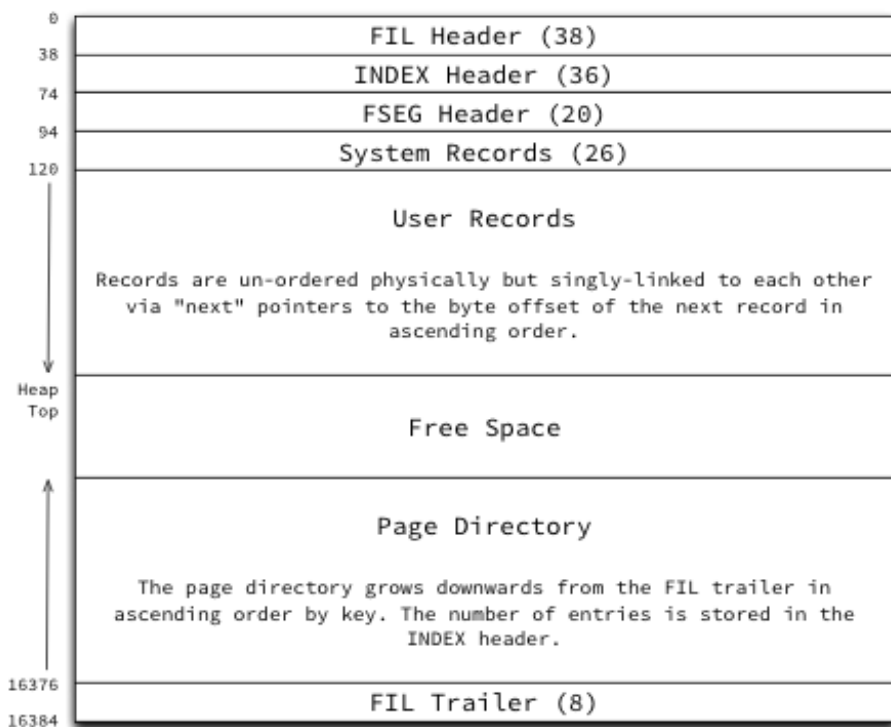 0
FIL Header (38)
38
INDEX Header (36)
74
FSEG Header (20)
94
System Records (26)
120
User Records
Records are un-ordered physically but singly-linked to each other
via "next" pointers to the byte offset of the next record in
ascending order.
Heap
Top
Free Space
Page Directory
The page directory grows downwards from the FIL trailer in
ascending order by key. The number of entries is stored in the
INDEX header.
16376
FIL Trailer (8)
16384